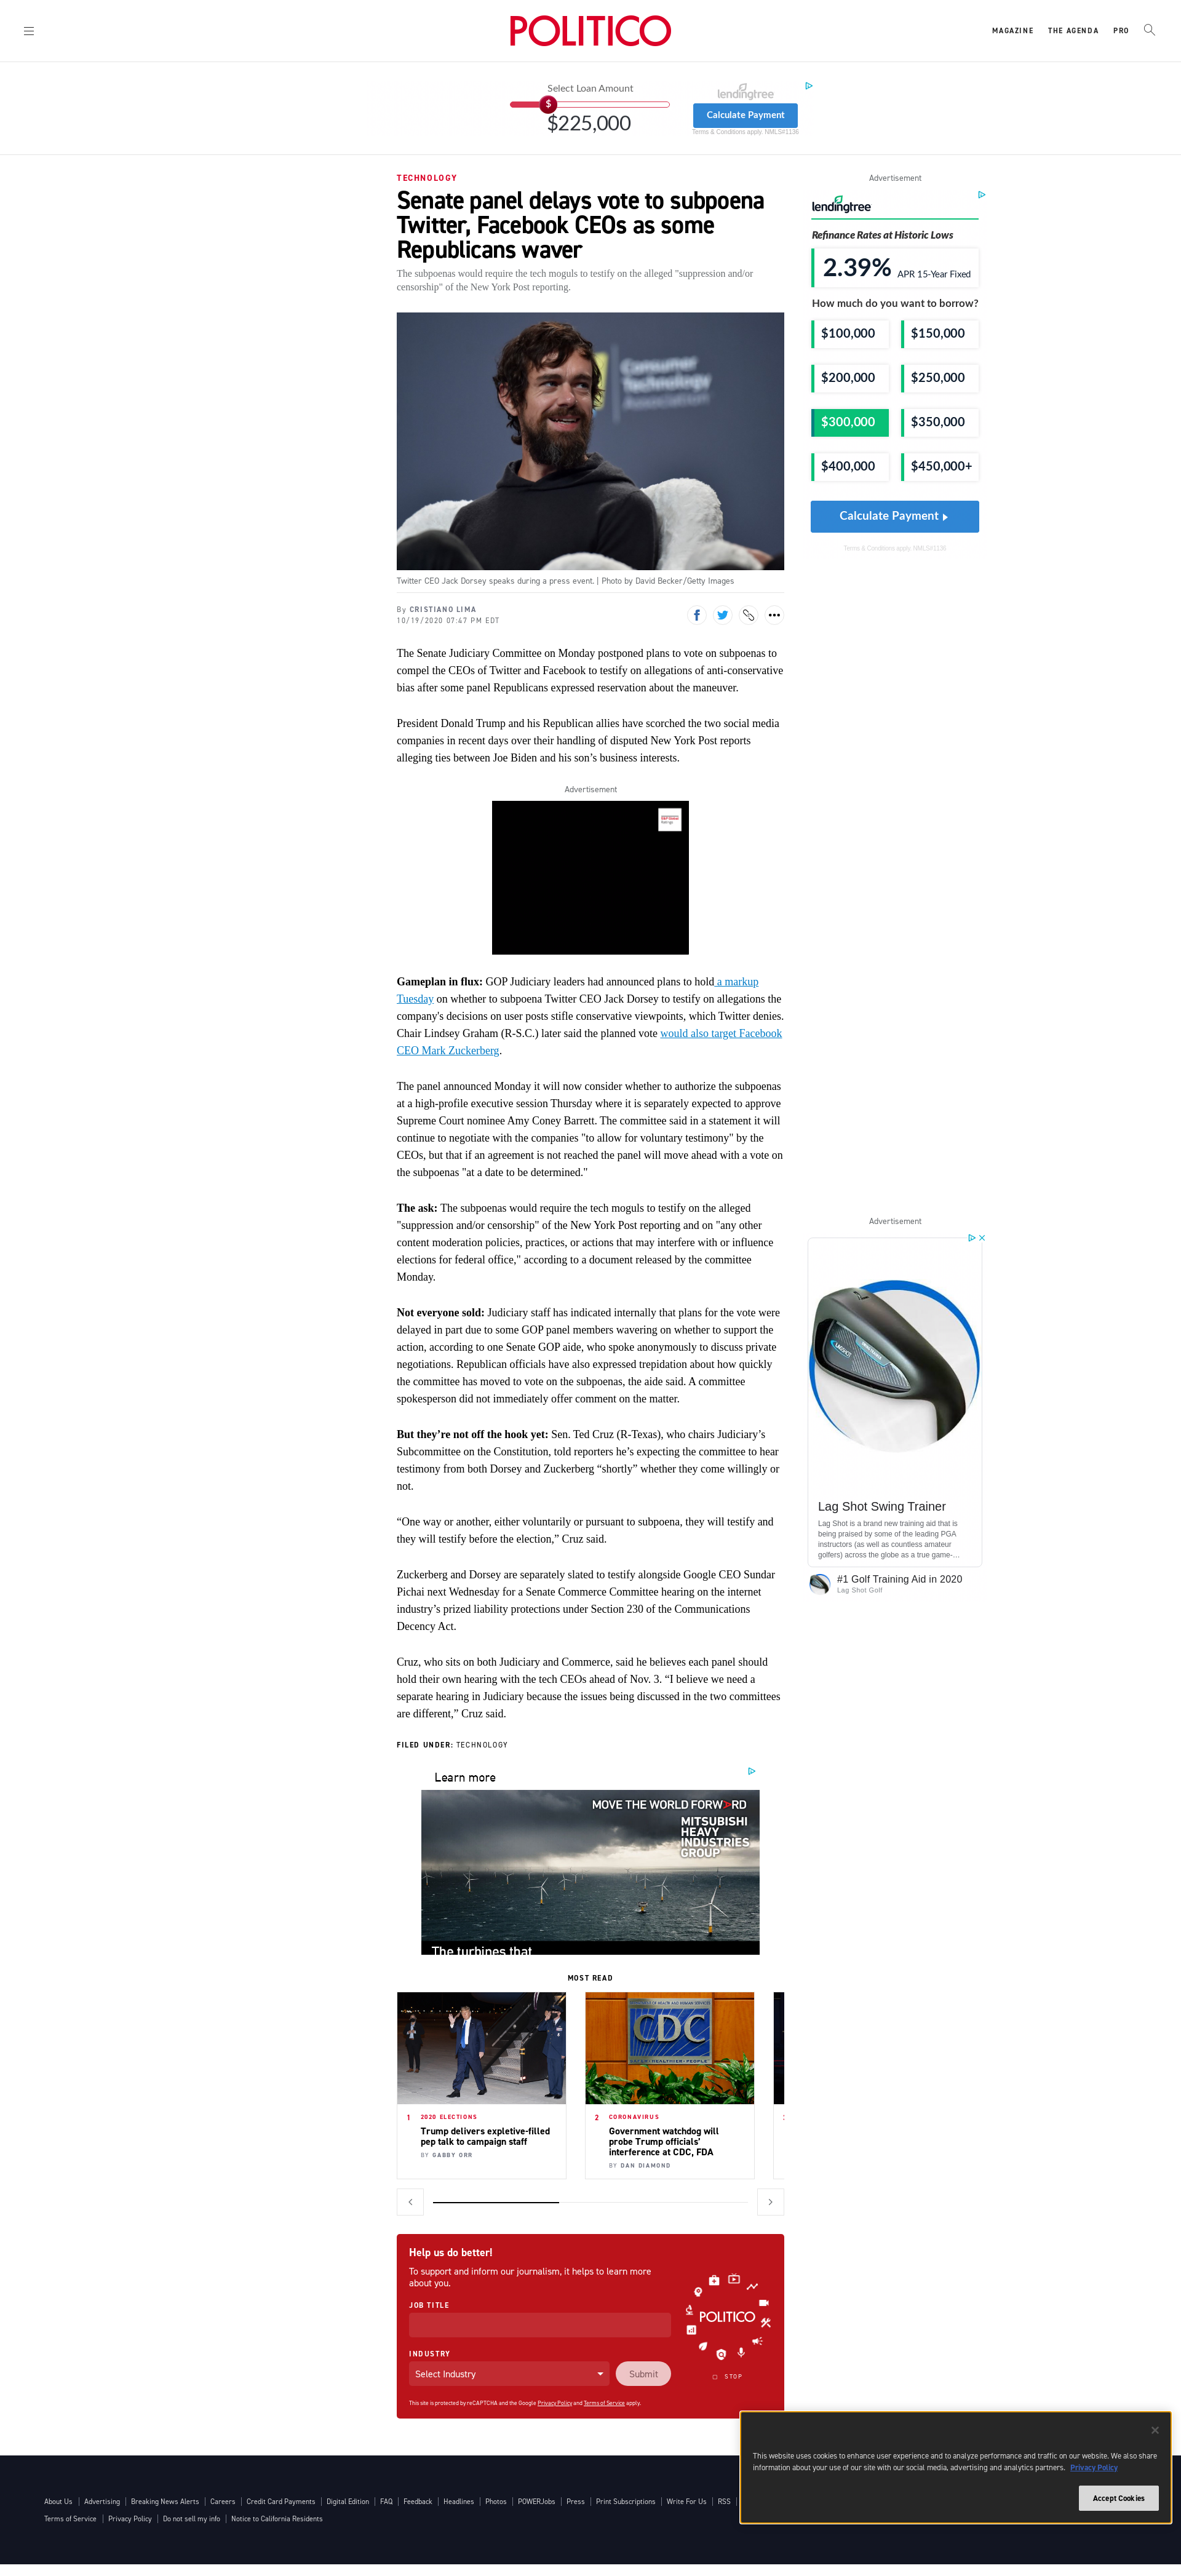 POLITICO
MAGAZINE THE AGENDA PRO
Select Loan Amount
$
$225,000
lendingtree
Calculate Payment
Terms & Conditions apply. NMLS#1136
TECHNOLOGY
Senate panel delays vote to subpoena
Twitter, Facebook CEOs as some
Republicans waver
The subpoenas would require the tech moguls to testify on the alleged "suppression and/or
censorship" of the New York Post reporting.
Consumer
Technology
Association
Twitter CEO Jack Dorsey speaks during a press event. | Photo by David Becker/Getty Images
By CRISTIANO LIMA
10/19/2020 07:47 PM EDT
The Senate Judiciary Committee on Monday postponed plans to vote on subpoenas to
compel the CEOs of Twitter and Facebook to testify on allegations of anti-conservative
bias after some panel Republicans expressed reservation about the maneuver.
President Donald Trump and his Republican allies have scorched the two social media
companies in recent days over their handling of disputed New York Post reports
alleging ties between Joe Biden and his son’s business interests.
Advertisement
Gameplan in flux: GOP Judiciary leaders had announced plans to hold a markup
Tuesday on whether to subpoena Twitter CEO Jack Dorsey to testify on allegations the
company's decisions on user posts stifle conservative viewpoints, which Twitter denies.
Chair Lindsey Graham (R-S.C.) later said the planned vote would also target Facebook
CEO Mark Zuckerberg.
The panel announced Monday it will now consider whether to authorize the subpoenas
at a high-profile executive session Thursday where it is separately expected to approve
Supreme Court nominee Amy Coney Barrett. The committee said in a statement it will
continue to negotiate with the companies "to allow for voluntary testimony" by the
CEOs, but that if an agreement is not reached the panel will move ahead with a vote on
the subpoenas "at a date to be determined."
The ask: The subpoenas would require the tech moguls to testify on the alleged
"suppression and/or censorship" of the New York Post reporting and on "any other
content moderation policies, practices, or actions that may interfere with or influence
elections for federal office," according to a document released by the committee
Monday.
Not everyone sold: Judiciary staff has indicated internally that plans for the vote were
delayed in part due to some GOP panel members wavering on whether to support the
action, according to one Senate GOP aide, who spoke anonymously to discuss private
negotiations. Republican officials have also expressed trepidation about how quickly
the committee has moved to vote on the subpoenas, the aide said. A committee
spokesperson did not immediately offer comment on the matter.
But they’re not off the hook yet: Sen. Ted Cruz (R-Texas), who chairs Judiciary’s
Subcommittee on the Constitution, told reporters he’s expecting the committee to hear
testimony from both Dorsey and Zuckerberg “shortly” whether they come willingly or
not.
“One way or another, either voluntarily or pursuant to subpoena, they will testify and
they will testify before the election,” Cruz said.
Zuckerberg and Dorsey are separately slated to testify alongside Google CEO Sundar
Pichai next Wednesday for a Senate Commerce Committee hearing on the internet
industry’s prized liability protections under Section 230 of the Communications
Decency Act.
Cruz, who sits on both Judiciary and Commerce, said he believes each panel should
hold their own hearing with the tech CEOs ahead of Nov. 3. “I believe we need a
separate hearing in Judiciary because the issues being discussed in the two committees
are different,” Cruz said.
FILED UNDER: TECHNOLOGY
Advertisement
lendingtree
Refinance Rates at Historic Lows
2.39% APR 15-Year Fixed
How much do you want to borrow?
$100,000 $150,000
$200,000 $250,000
$300,000 $350,000
$400,000 $450,000+
Calculate Payment
Terms & Conditions apply. NMLS#1136
Advertisement
LAGSHOT
Lag Shot Swing Trainer
Lag Shot is a brand new training aid that is
being praised by some of the leading PGA
instructors (as well as countless amateur
golfers) across the globe as a true game-…
#1 Golf Training Aid in 2020
Lag Shot Golf
Learn more
MOVE THE WORLD FORWARD
MITSUBISHI
HEAVY
INDUSTRIES
GROUP
The turbines that
MOST READ
CDC
1 2020 ELECTIONS
Trump delivers expletive-filled
pep talk to campaign staff
BY GABBY ORR
2 CORONAVIRUS
Government watchdog will
probe Trump officials’
interference at CDC, FDA
BY DAN DIAMOND
Help us do better!
To support and inform our journalism, it helps to learn more
about you.
JOB TITLE
INDUSTRY
Select Industry
Submit
This site is protected by reCAPTCHA and the Google Privacy Policy and Terms of Service apply.
POLITICO
STOP
This website uses cookies to enhance user experience and to analyze performance and traffic on our website. We also share
information about your use of our site with our social media, advertising and analytics partners. Privacy Policy
Accept Cookies
About Us Advertising Breaking News Alerts Careers Credit Card Payments Digital Edition FAQ Feedback Headlines Photos POWERJobs Press Print Subscriptions Write For Us RSS
Terms of Service Privacy Policy Do not sell my info Notice to California Residents